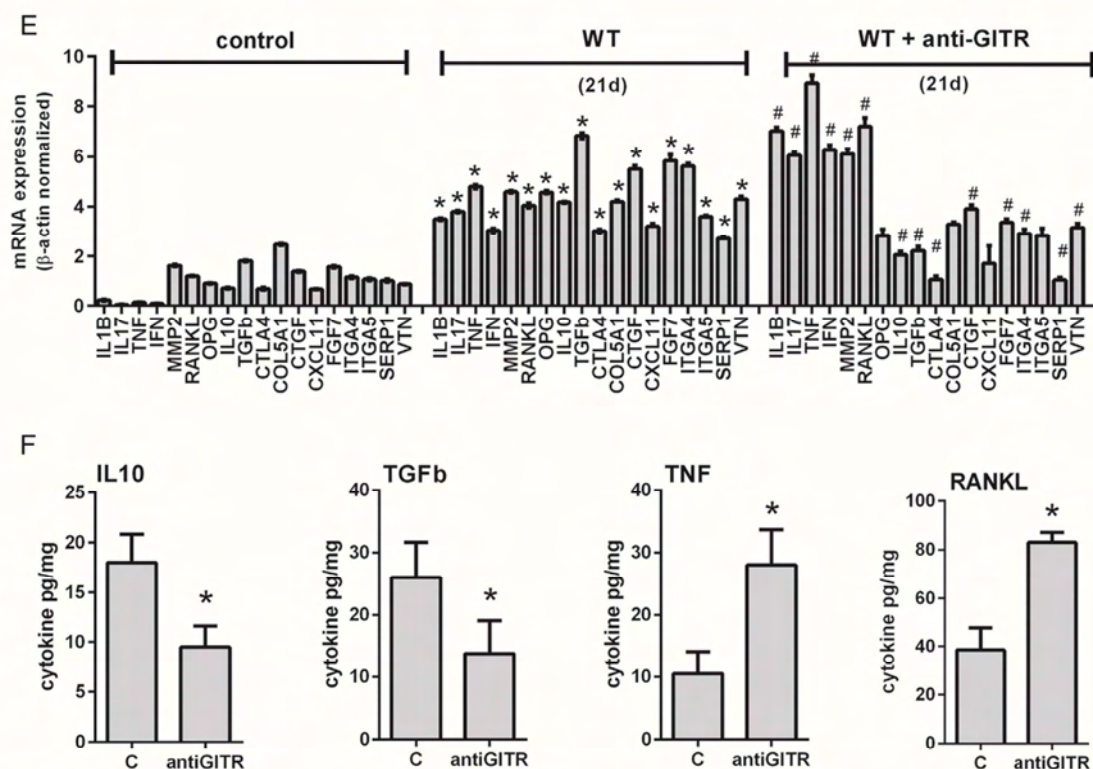 E
control
WT
(21d)
WT + anti-GITR
(21d)
mRNA expression
(β-actin normalized)
10
8
6
4
2
0
IL1B
IL17
TNF
IFN
MMP2
RANKL
OPG
IL10
TGFb
CTLA4
COL5A1
CTGF
CXCL11
FGF7
ITGA4
ITGA5
SERP1
VTN
* * * * * * * * * * * * * * * * * *
IL1B
IL17
TNF
IFN
MMP2
RANKL
OPG
IL10
TGFb
CTLA4
COL5A1
CTGF
CXCL11
FGF7
ITGA4
ITGA5
SERP1
VTN
# # # # # # # # # # # # # #
IL1B
IL17
TNF
IFN
MMP2
RANKL
OPG
IL10
TGFb
CTLA4
COL5A1
CTGF
CXCL11
FGF7
ITGA4
ITGA5
SERP1
VTN
F
IL10
cytokine pg/mg
25
20
15
10
5
0
*
C antiGITR
TGFb
cytokine pg/mg
40
30
20
10
0
*
C antiGITR
TNF
cytokine pg/mg
40
30
20
10
0
*
C antiGITR
RANKL
cytokine pg/mg
100
80
60
40
20
0
*
C antiGITR